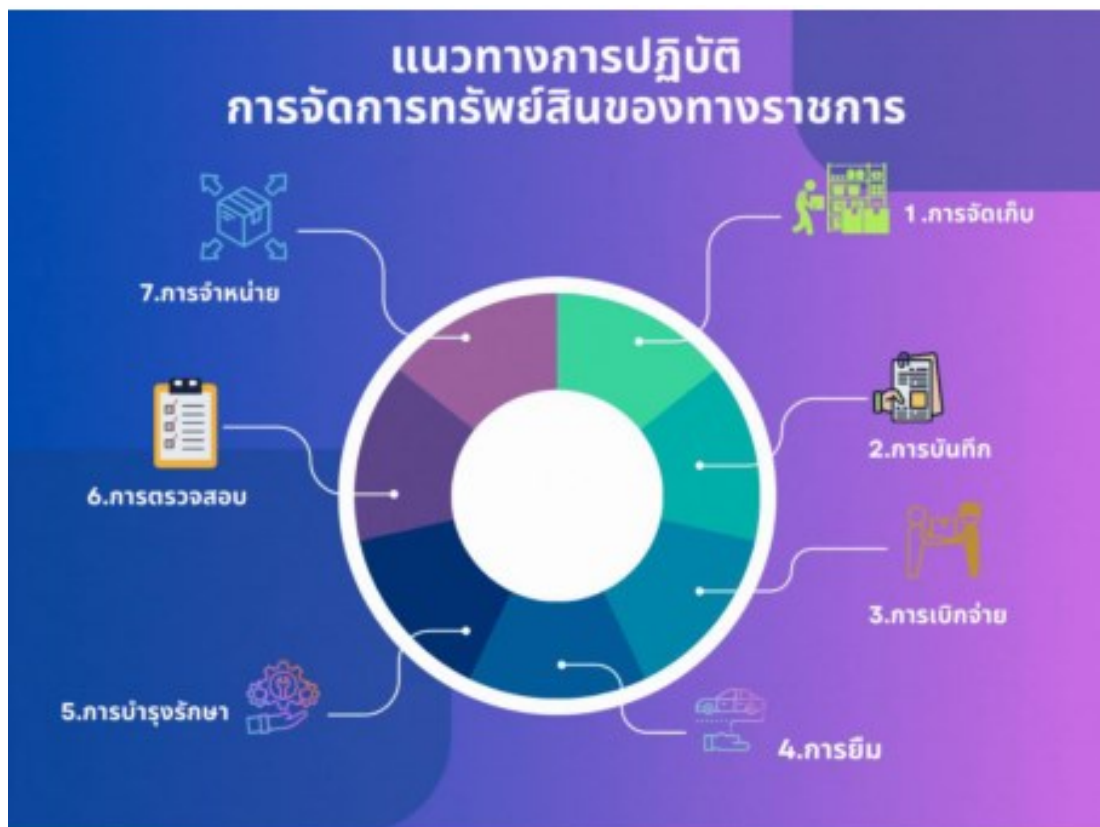 แนวทางการปฏิบัติ
การจัดการทรัพย์สินของทางราชการ
1.การจัดเก็บ
2.การบันทึก
3.การเบิกจ่าย
4.การยืม
5.การบำรุงรักษา
6.การตรวจสอบ
7.การจำหน่าย